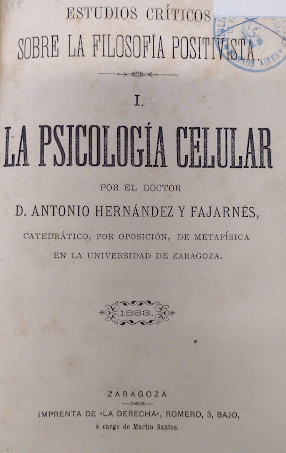 ESTUDIOS CRÍTICOS
SOBRE LA FILOSOFÍA POSITIVISTA
I.
LA PSICOLOGÍA CELULAR
POR EL DOCTOR
D. ANTONIO HERNÁNDEZ Y FAJARNÉS,
CATEDRÁTICO, POR OPOSICIÓN, DE METAFÍSICA
EN LA UNIVERSIDAD DE ZARAGOZA.
1883.
ZARAGOZA
IMPRENTA DE «LA DERECHA», ROMERO, 3, BAJO,
á cargo de Martin Santos.